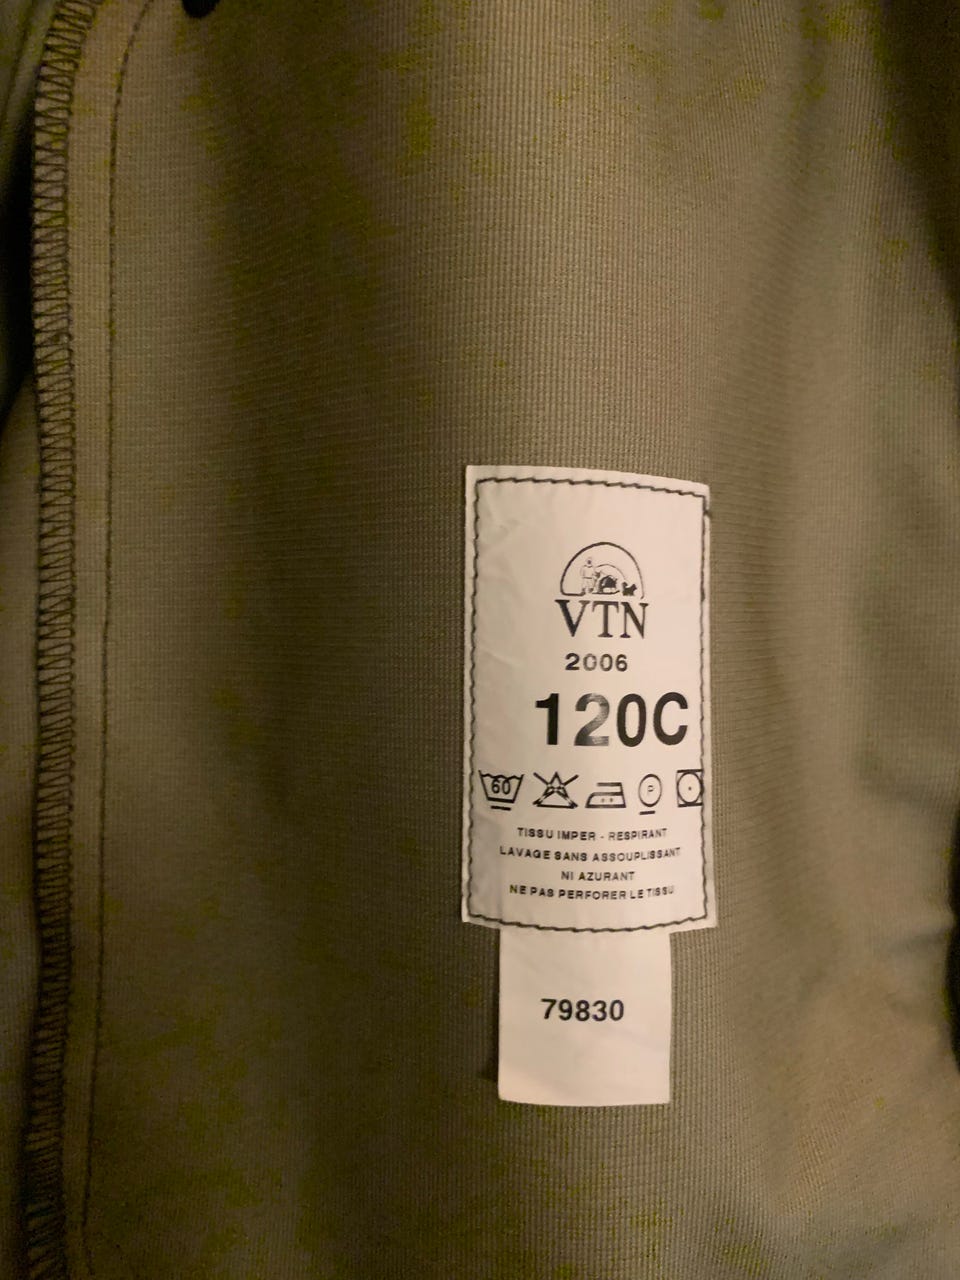 VTN
2006
120C
60 P
TISSU IMPER - RESPIRANT
LAVAGE SANS ASSOUPLISSANT
NI AZURANT
NE PAS PERFORER LE TISSU
79830